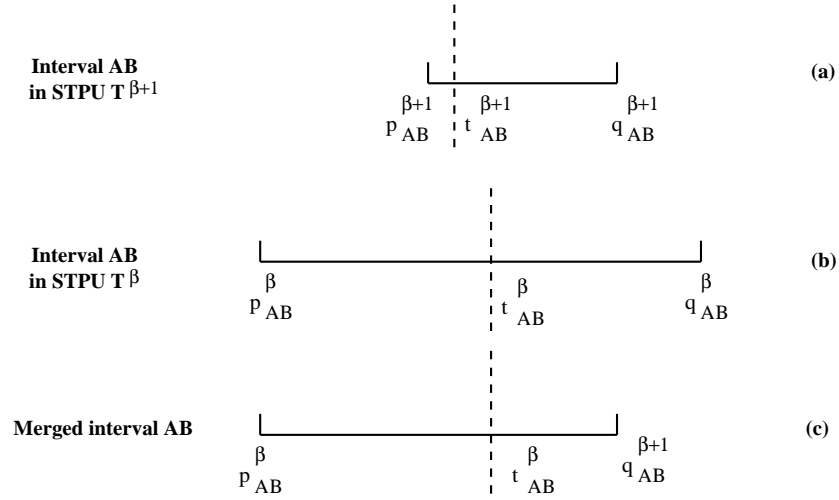 Interval AB
in STPU T β+1
(a)
p β+1 AB
t β+1 AB
q β+1 AB
Interval AB
in STPU T β
(b)
p β AB
t β AB
q β AB
Merged interval AB
(c)
p β AB
t β AB
q β+1 AB